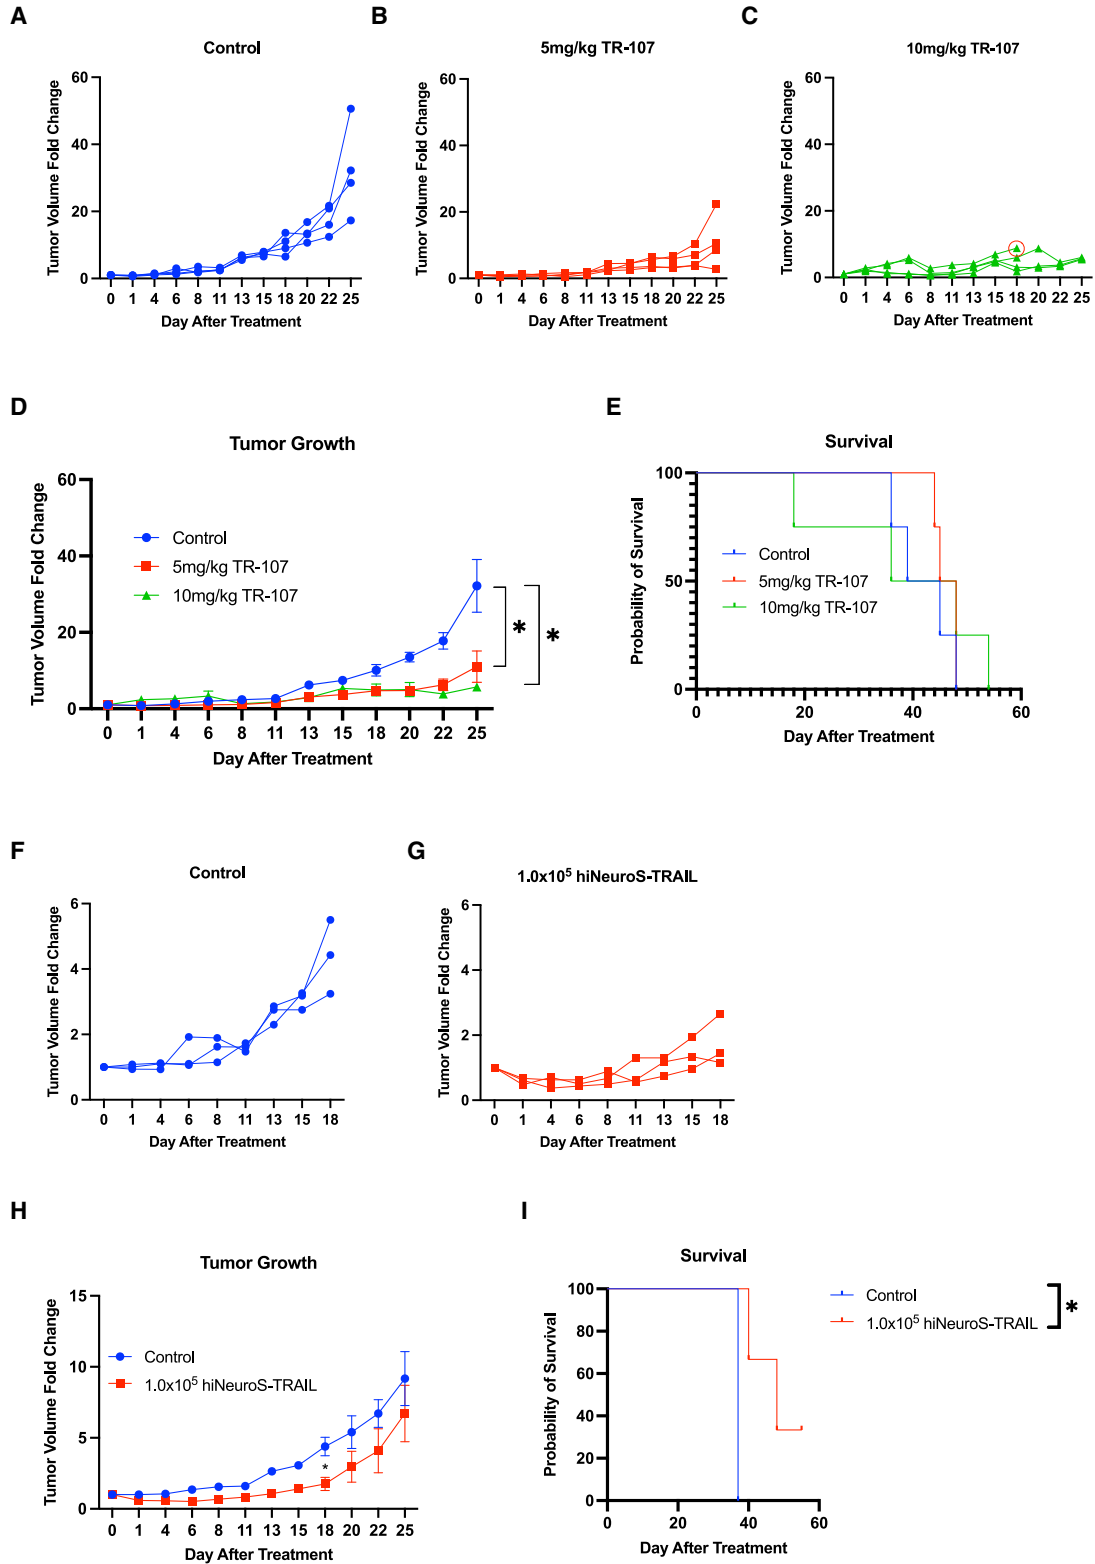 A
Control
Tumor Volume Fold Change
60
40
20
0
0 1 4 6 8 11 13 15 18 20 22 25
Day After Treatment
B
5mg/kg TR-107
Tumor Volume Fold Change
60
40
20
0
0 1 4 6 8 11 13 15 18 20 22 25
Day After Treatment
C
10mg/kg TR-107
Tumor Volume Fold Change
60
40
20
0
0 1 4 6 8 11 13 15 18 20 22 25
Day After Treatment
D
Tumor Growth
Tumor Volume Fold Change
60
40
20
0
Control
5mg/kg TR-107
10mg/kg TR-107
* *
0 1 4 6 8 11 13 15 18 20 22 25
Day After Treatment
E
Survival
Probability of Survival
100
50
0
Control
5mg/kg TR-107
10mg/kg TR-107
0 20 40 60
Day After Treatment
F
Control
Tumor Volume Fold Change
6
4
2
0
0 1 4 6 8 11 13 15 18
Day After Treatment
G
1.0x10⁵ hiNeuroS-TRAIL
Tumor Volume Fold Change
6
4
2
0
0 1 4 6 8 11 13 15 18
Day After Treatment
H
Tumor Growth
Tumor Volume Fold Change
15
10
5
0
Control
1.0x10⁵ hiNeuroS-TRAIL
*
0 1 4 6 8 11 13 15 18 20 22 25
Day After Treatment
I
Survival
Probability of Survival
100
80
60
40
20
0
Control
1.0x10⁵ hiNeuroS-TRAIL
*
0 20 40 60
Day After Treatment